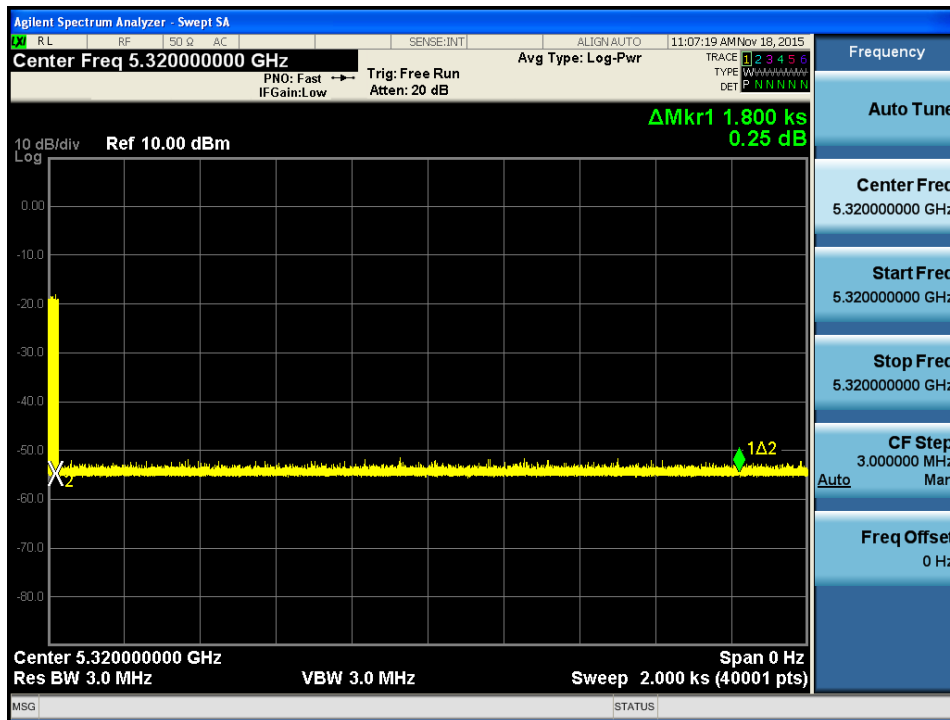 Agilent Spectrum Analyzer - Swept SA
LXI RL RF 50 Ω AC SENSE:INT ALIGN AUTO 11:07:19 AM Nov 18, 2015
Center Freq 5.320000000 GHz
PNO: Fast
IFGain:Low
Trig: Free Run
Atten: 20 dB
Avg Type: Log-Pwr
TRACE 1 2 3 4 5 6
TYPE
DET P N N N N N
ΔMkr1 1.800 ks
0.25 dB
10 dB/div
Log
Ref 10.00 dBm
0.00
-10.0
-20.0
-30.0
-40.0
-50.0
-60.0
-70.0
-80.0
X2
1Δ2
Center 5.320000000 GHz
Span 0 Hz
Res BW 3.0 MHz
VBW 3.0 MHz
Sweep 2.000 ks (40001 pts)
MSG
STATUS
Frequency
Auto Tune
Center Freq
5.320000000 GHz
Start Freq
5.320000000 GHz
Stop Freq
5.320000000 GHz
CF Step
3.000000 MHz
Auto Man
Freq Offset
0 Hz